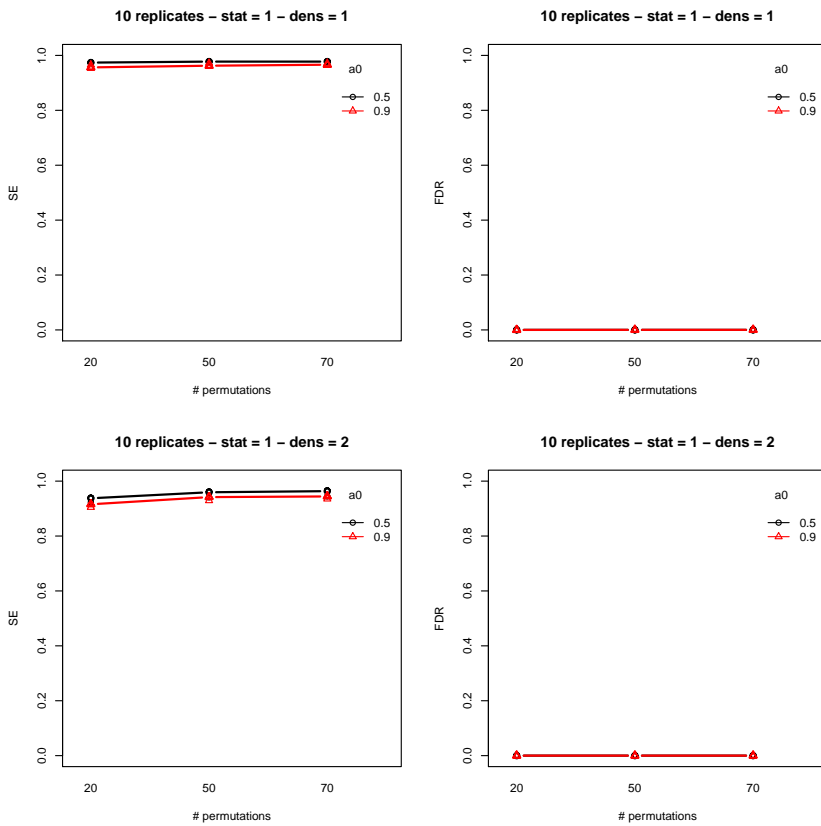 10 replicates – stat = 1 – dens = 1
SE
1.0
0.8
0.6
0.4
0.2
0.0
20 50 70
# permutations
a0
0.5
0.9
10 replicates – stat = 1 – dens = 1
FDR
1.0
0.8
0.6
0.4
0.2
0.0
20 50 70
# permutations
a0
0.5
0.9
10 replicates – stat = 1 – dens = 2
SE
1.0
0.8
0.6
0.4
0.2
0.0
20 50 70
# permutations
a0
0.5
0.9
10 replicates – stat = 1 – dens = 2
FDR
1.0
0.8
0.6
0.4
0.2
0.0
20 50 70
# permutations
a0
0.5
0.9